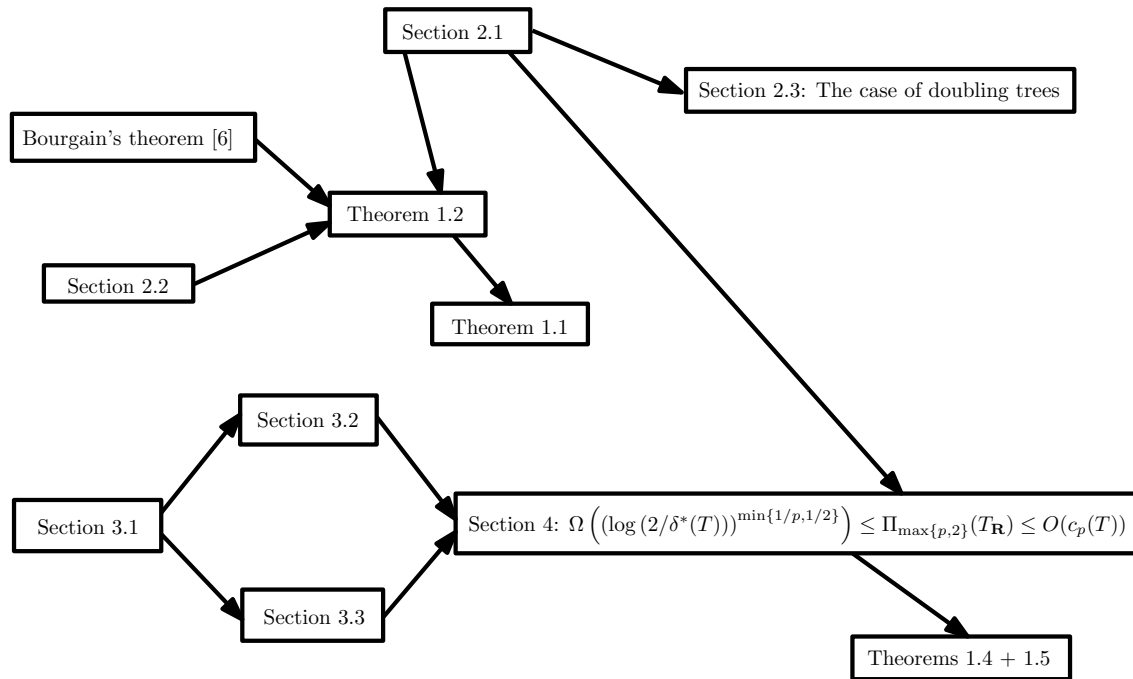 Section 2.1
Section 2.3: The case of doubling trees
Bourgain's theorem [6]
Theorem 1.2
Section 2.2
Theorem 1.1
Section 3.2
Section 3.1
Section 4: Ω((log (2/δ*(T)))^{min{1/p,1/2}}) ≤ Π_{max{p,2}}(T_𝐑) ≤ O(c_p(T))
Section 3.3
Theorems 1.4 + 1.5